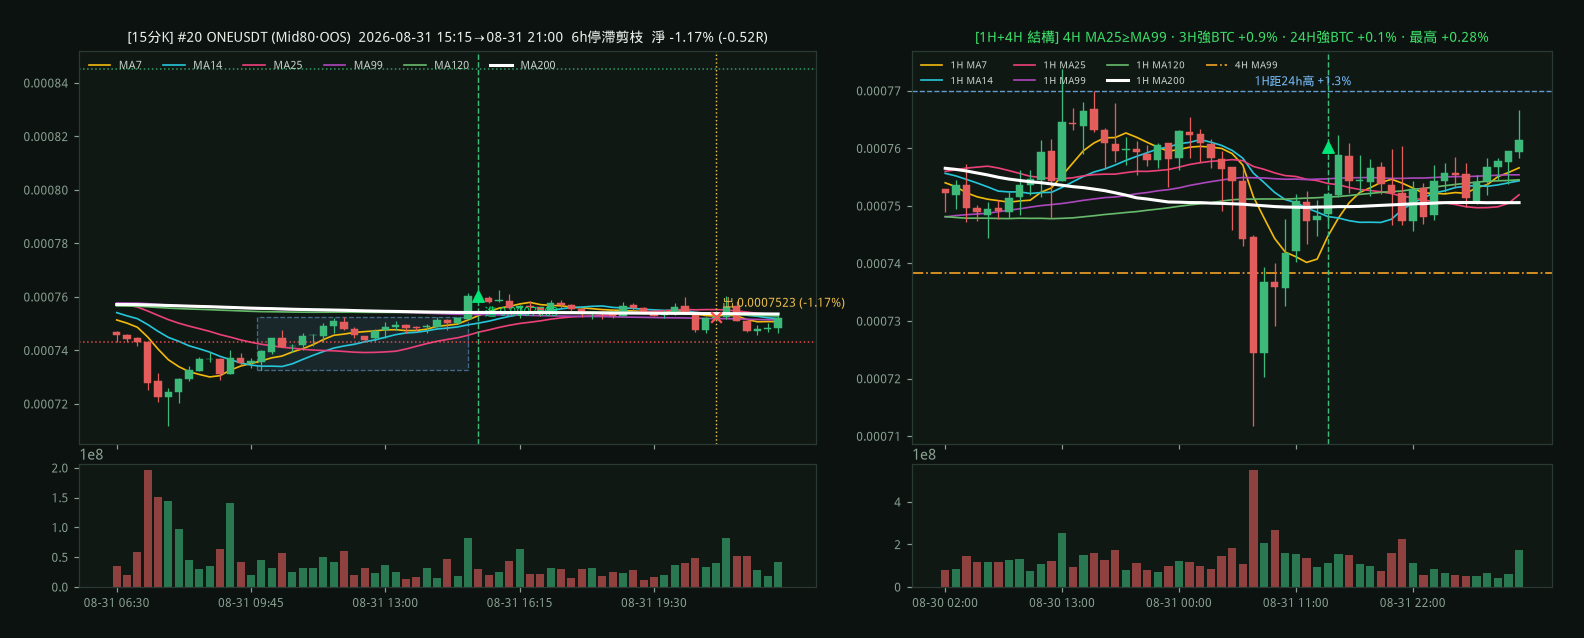 [15分K] #20 ONEUSDT (Mid80·OOS)  2026-08-31 15:15→08-31 21:00  6h停滯剪枝  淨 -1.17% (-0.52R)
MA7 MA14 MA25 MA99 MA120 MA200
0.00084
0.00082
0.00080
0.00078
0.00076
0.00074
0.00072
0.0007523 (-1.17%)
1e8
2.0
1.5
1.0
0.5
0.0
08-31 06:30 08-31 09:45 08-31 13:00 08-31 16:15 08-31 19:30
[1H+4H 結構] 4H MA25≥MA99 · 3H強BTC +0.9% · 24H強BTC +0.1% · 最高 +0.28%
1H MA7 1H MA25 1H MA120 4H MA99
1H MA14 1H MA99 1H MA200
1H距24h高 +1.3%
0.00077
0.00076
0.00075
0.00074
0.00073
0.00072
0.00071
1e8
4
2
0
08-30 02:00 08-30 13:00 08-31 00:00 08-31 11:00 08-31 22:00